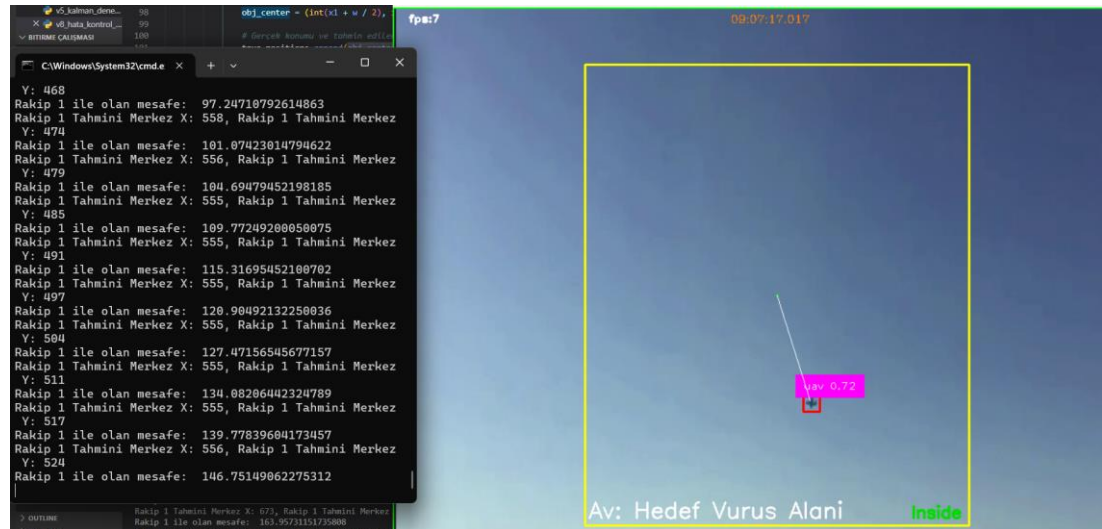 v5_kalman_dene...
v6_hata_kontrol_...
BITIRME ÇALIŞMASI
98
99
100
obj_center = (int(x1 + w / 2),
# Gerçek konumu ve tahmin edile
C:\Windows\System32\cmd.e
Y: 468
Rakip 1 ile olan mesafe: 97.24710792614863
Rakip 1 Tahmini Merkez X: 558, Rakip 1 Tahmini Merkez
Y: 474
Rakip 1 ile olan mesafe: 101.07423014794622
Rakip 1 Tahmini Merkez X: 556, Rakip 1 Tahmini Merkez
Y: 479
Rakip 1 ile olan mesafe: 104.69479452198185
Rakip 1 Tahmini Merkez X: 555, Rakip 1 Tahmini Merkez
Y: 485
Rakip 1 ile olan mesafe: 109.77249200050075
Rakip 1 Tahmini Merkez X: 555, Rakip 1 Tahmini Merkez
Y: 491
Rakip 1 ile olan mesafe: 115.31695452100702
Rakip 1 Tahmini Merkez X: 555, Rakip 1 Tahmini Merkez
Y: 497
Rakip 1 ile olan mesafe: 120.90492132250036
Rakip 1 Tahmini Merkez X: 555, Rakip 1 Tahmini Merkez
Y: 504
Rakip 1 ile olan mesafe: 127.47156545677157
Rakip 1 Tahmini Merkez X: 555, Rakip 1 Tahmini Merkez
Y: 511
Rakip 1 ile olan mesafe: 134.08206442324789
Rakip 1 Tahmini Merkez X: 555, Rakip 1 Tahmini Merkez
Y: 517
Rakip 1 ile olan mesafe: 139.77839604173457
Rakip 1 Tahmini Merkez X: 556, Rakip 1 Tahmini Merkez
Y: 524
Rakip 1 ile olan mesafe: 146.75149062275312
OUTLINE
Rakip 1 Tahmini Merkez X: 673, Rakip 1 Tahmini Merkez
Rakip 1 ile olan mesafe: 163.95731151735808
fps:7
09:07:17.017
uav 0.72
Av: Hedef Vurus Alani
Inside